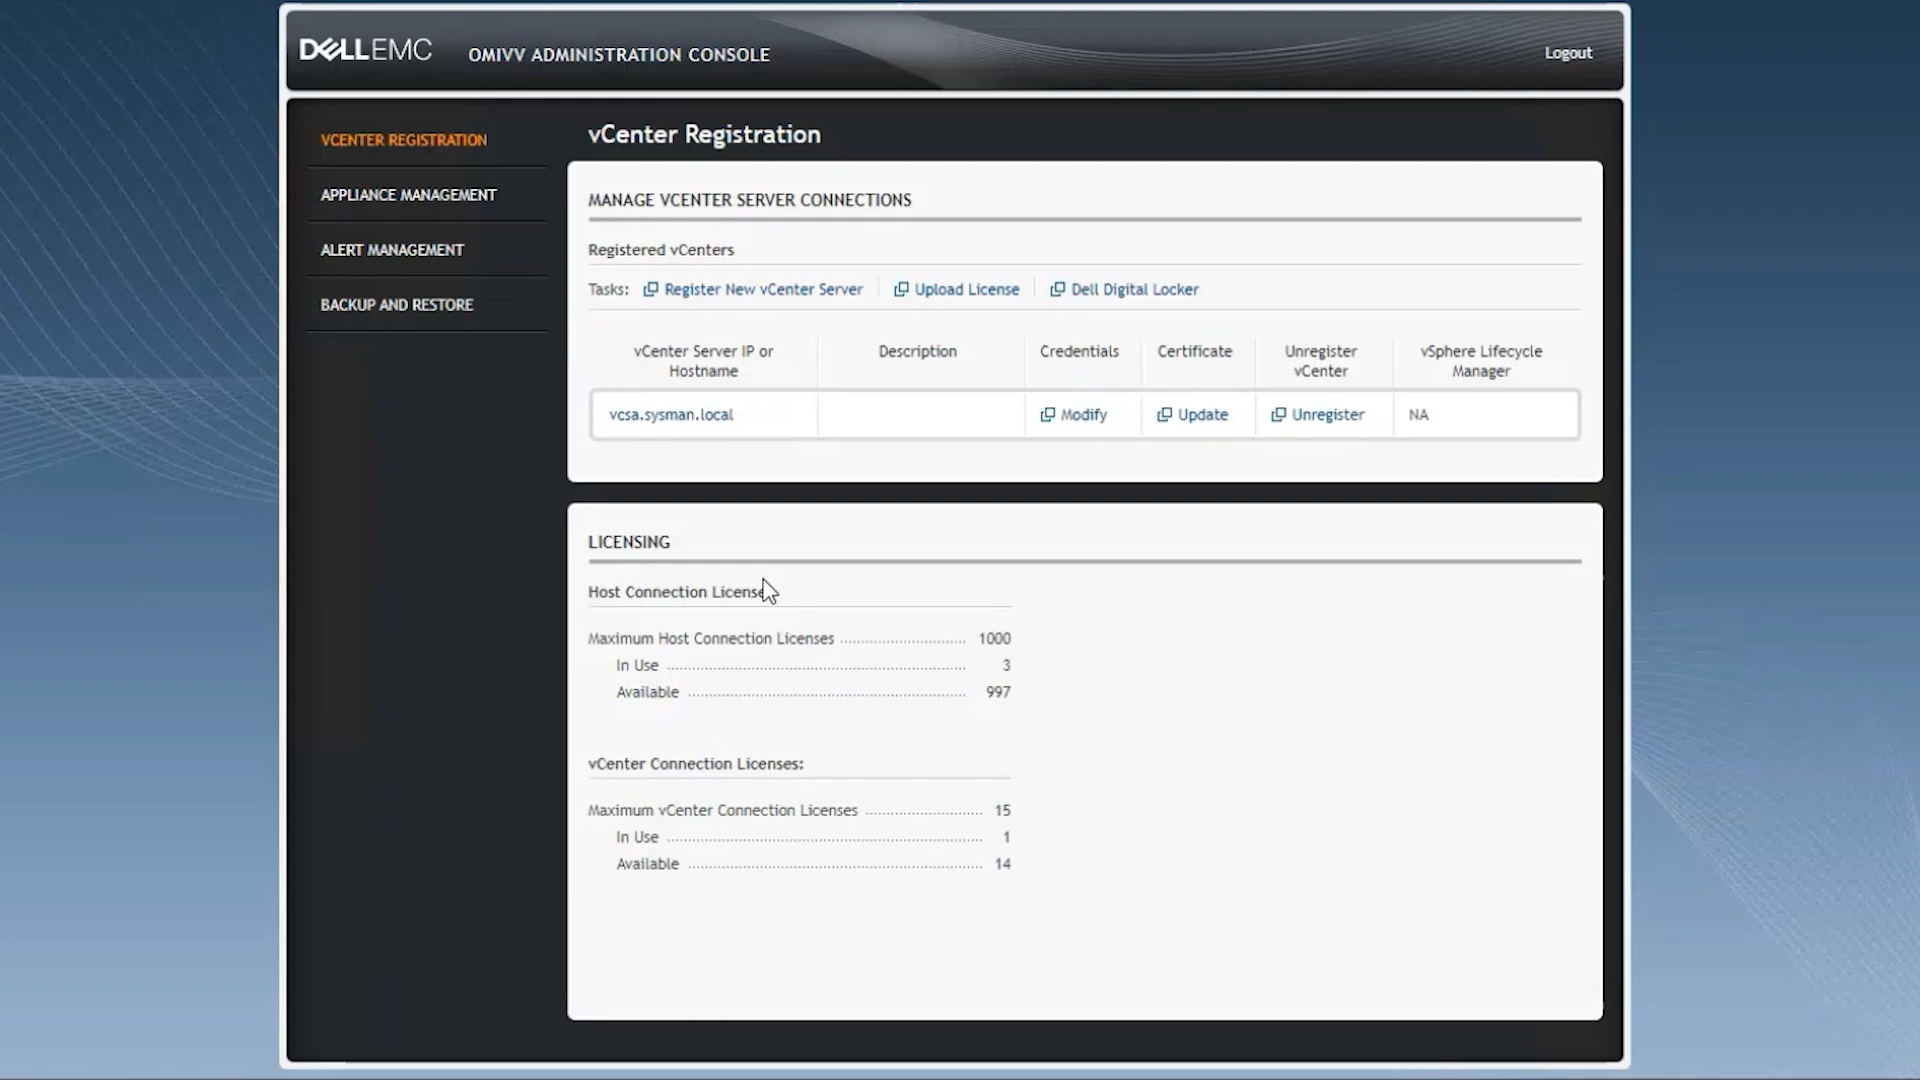 DELLEMC OMIVV ADMINISTRATION CONSOLE Logout
VCENTER REGISTRATION
APPLIANCE MANAGEMENT
ALERT MANAGEMENT
BACKUP AND RESTORE
vCenter Registration
MANAGE VCENTER SERVER CONNECTIONS
Registered vCenters
Tasks: Register New vCenter Server Upload License Dell Digital Locker
vCenter Server IP or Hostname Description Credentials Certificate Unregister vCenter vSphere Lifecycle Manager
vcsa.sysman.local Modify Update Unregister NA
LICENSING
Host Connection License
Maximum Host Connection Licenses 1000
In Use 3
Available 997
vCenter Connection Licenses:
Maximum vCenter Connection Licenses 15
In Use 1
Available 14